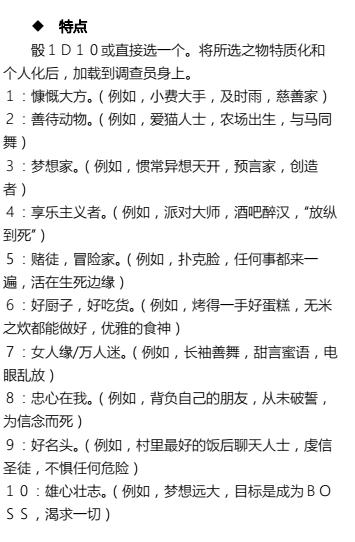 ◆ 特点
骰１Ｄ１０或直接选一个。将所选之物特质化和
个人化后，加载到调查员身上。
１：慷慨大方。（例如，小费大手，及时雨，慈善家）
２：善待动物。（例如，爱猫人士，农场出生，与马同
舞）
３：梦想家。（例如，惯常异想天开，预言家，创造
者）
４：享乐主义者。（例如，派对大师，酒吧醉汉，“放纵
到死”）
５：赌徒，冒险家。（例如，扑克脸，任何事都来一
遍，活在生死边缘）
６：好厨子，好吃货。（例如，烤得一手好蛋糕，无米
之炊都能做好，优雅的食神）
７：女人缘/万人迷。（例如，长袖善舞，甜言蜜语，电
眼乱放）
８：忠心在我。（例如，背负自己的朋友，从未破誓，
为信念而死）
９：好名头。（例如，村里最好的饭后聊天人士，虔信
圣徒，不惧任何危险）
１０：雄心壮志。（例如，梦想远大，目标是成为ＢＯ
ＳＳ，渴求一切）